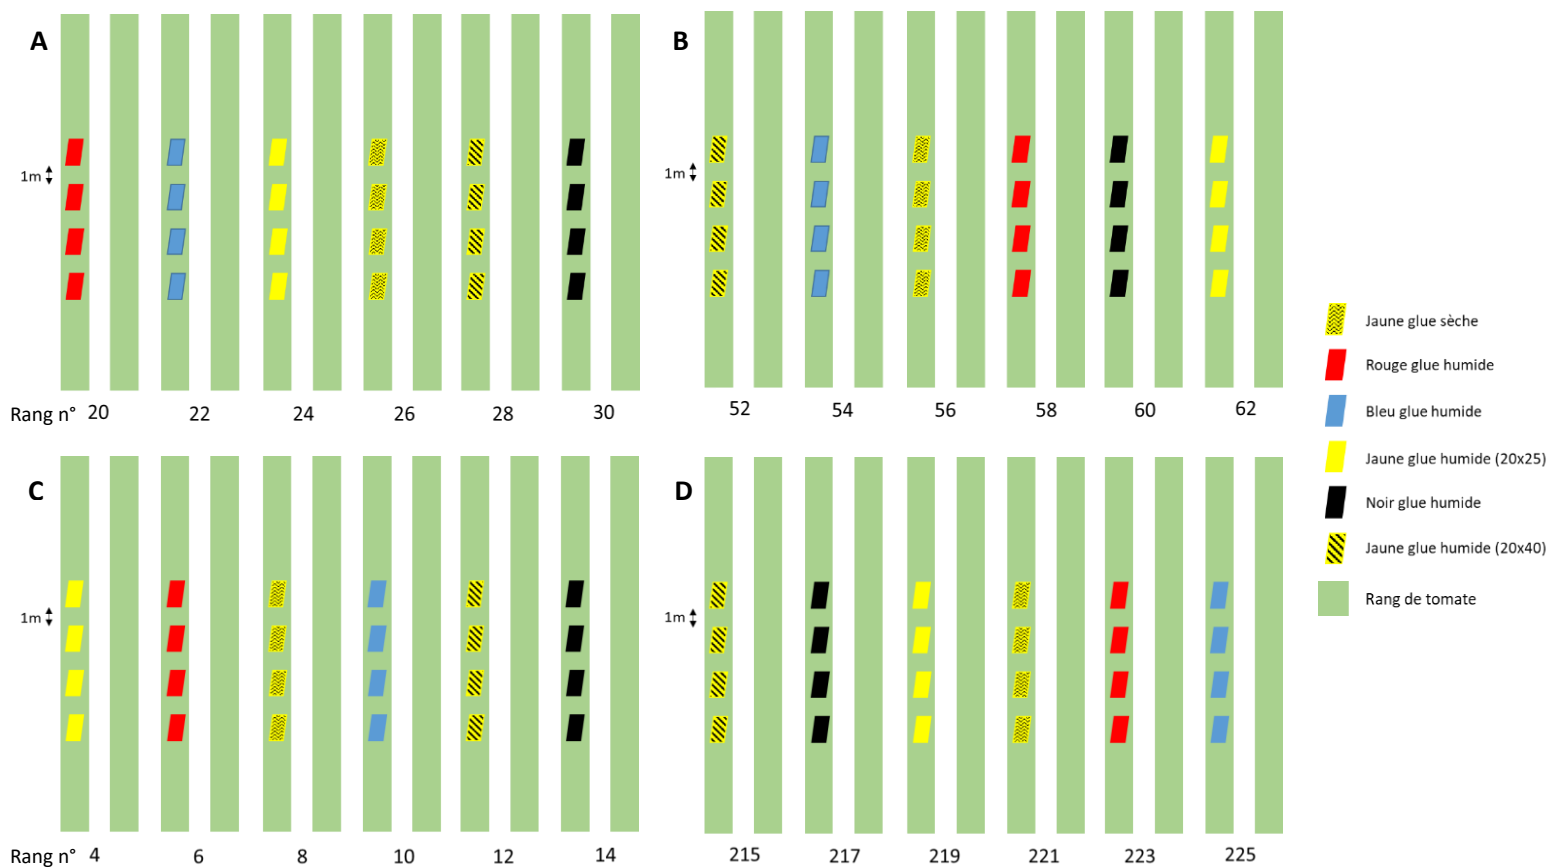 A
B
1m
1m
Rang n° 20 22 24 26 28 30
52 54 56 58 60 62
Jaune glue sèche
Rouge glue humide
Bleu glue humide
Jaune glue humide (20x25)
Noir glue humide
Jaune glue humide (20x40)
Rang de tomate
C
D
1m
1m
Rang n° 4 6 8 10 12 14
215 217 219 221 223 225